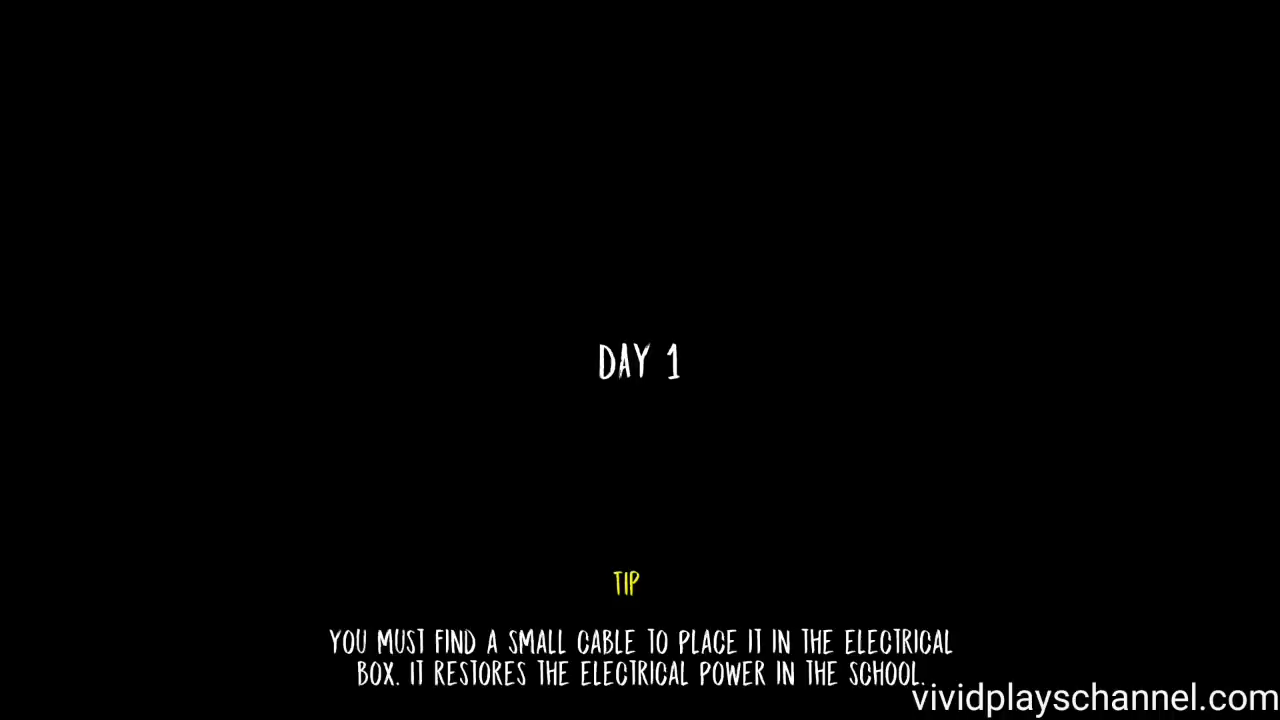 DAY 1
TIP
YOU MUST FIND A SMALL CABLE TO PLACE IT IN THE ELECTRICAL
BOX. IT RESTORES THE ELECTRICAL POWER IN THE SCHOOL.
vividplayschannel.com